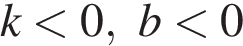 k < 0, b < 0